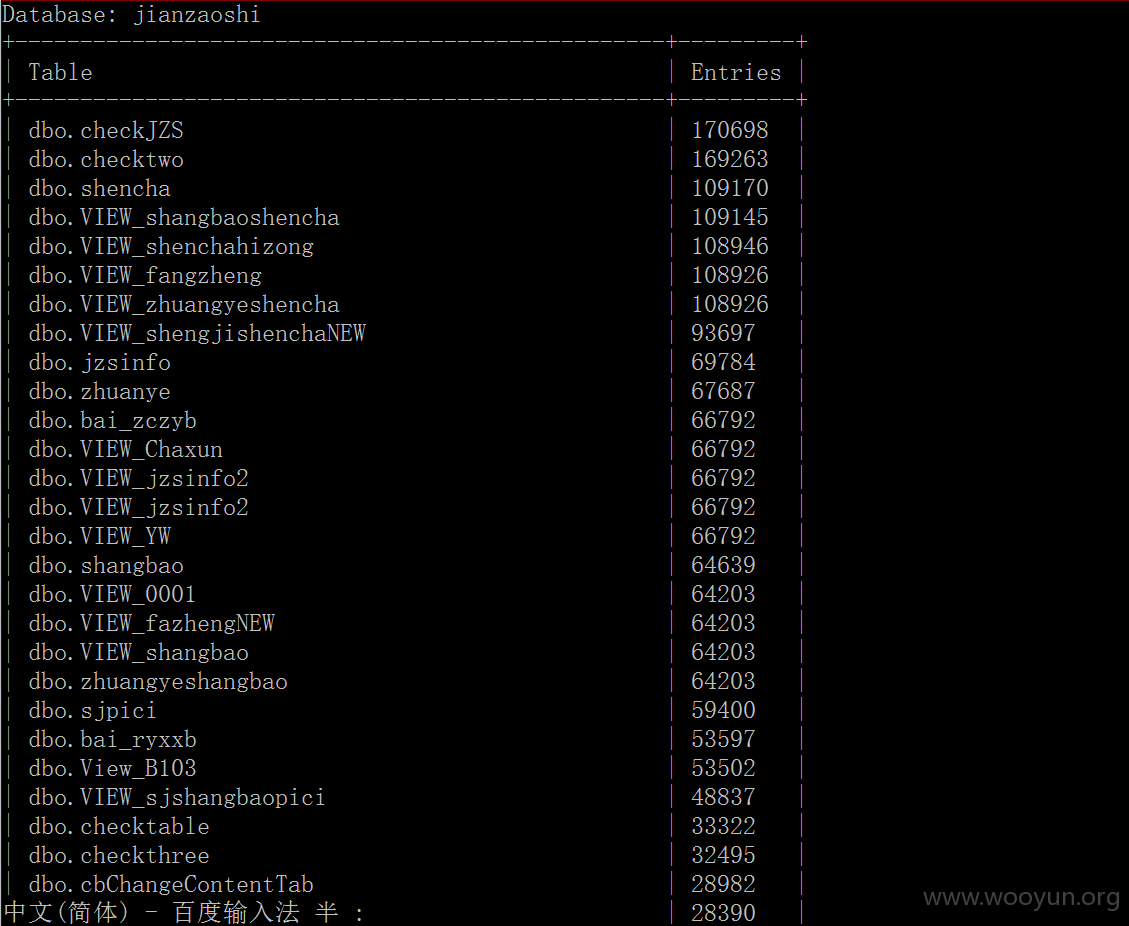 Database: jianzaoshi
+--------------------------------------------------+---------+
| Table | Entries |
+--------------------------------------------------+---------+
| dbo.checkJZS | 170698 |
| dbo.checktwo | 169263 |
| dbo.shencha | 109170 |
| dbo.VIEW_shangbaoshencha | 109145 |
| dbo.VIEW_shenchahizong | 108946 |
| dbo.VIEW_fangzheng | 108926 |
| dbo.VIEW_zhuangyeshencha | 108926 |
| dbo.VIEW_shengjishenchaNEW | 93697 |
| dbo.jzsinfo | 69784 |
| dbo.zhuanye | 67687 |
| dbo.bai_zczyb | 66792 |
| dbo.VIEW_Chaxun | 66792 |
| dbo.VIEW_jzsinfo2 | 66792 |
| dbo.VIEW_jzsinfo2 | 66792 |
| dbo.VIEW_YW | 66792 |
| dbo.shangbao | 64639 |
| dbo.VIEW_0001 | 64203 |
| dbo.VIEW_fazhengNEW | 64203 |
| dbo.VIEW_shangbao | 64203 |
| dbo.zhuangyeshangbao | 64203 |
| dbo.sjpici | 59400 |
| dbo.bai_ryxxb | 53597 |
| dbo.View_B103 | 53502 |
| dbo.VIEW_sjshangbaopici | 48837 |
| dbo.checktable | 33322 |
| dbo.checkthree | 32495 |
| dbo.cbChangeContentTab | 28982 |
中文(简体) - 百度输入法 半 : | 28390 |
www.wooyun.org